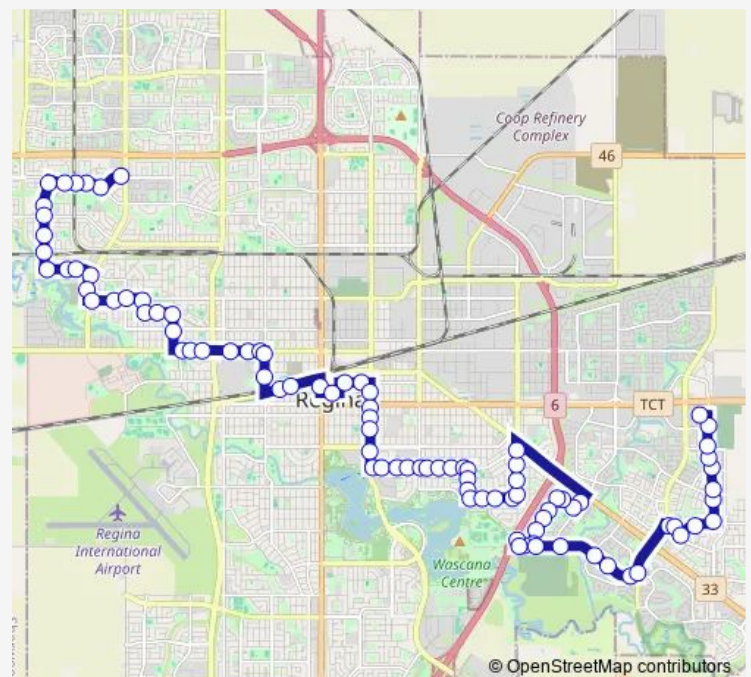 Coop Refinery
Complex
46
Regina
6
TCT
Regina
International
Airport
Wascana
Centre
33
© OpenStreetMap contributors